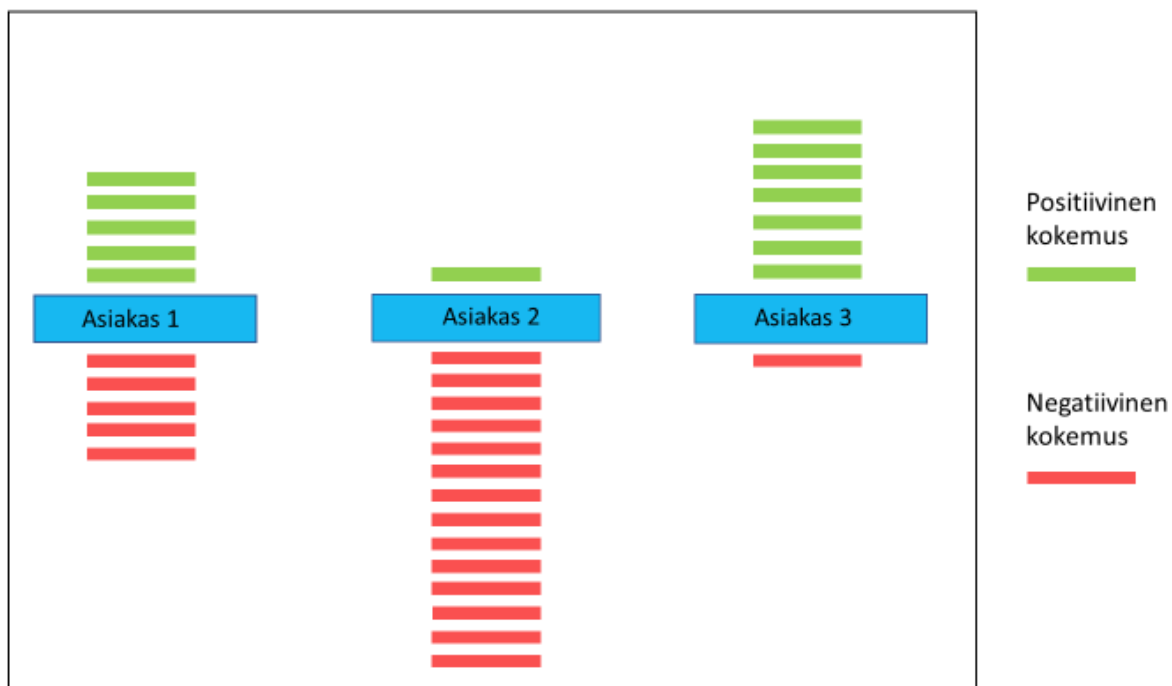 Asiakas 1
Asiakas 2
Asiakas 3
Positiivinen
kokemus
Negatiivinen
kokemus